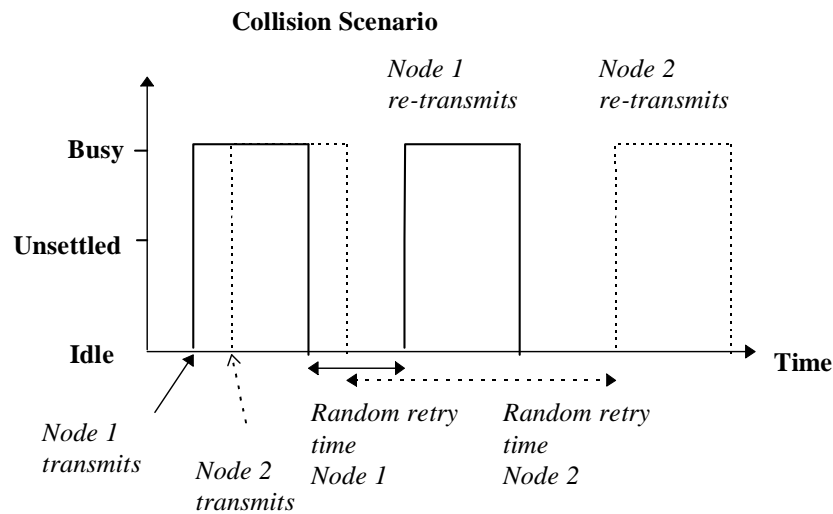 Collision Scenario
Node 1
re-transmits
Node 2
re-transmits
Busy
Unsettled
Idle
Time
Node 1
transmits
Node 2
transmits
Random retry
time
Node 1
Random retry
time
Node 2